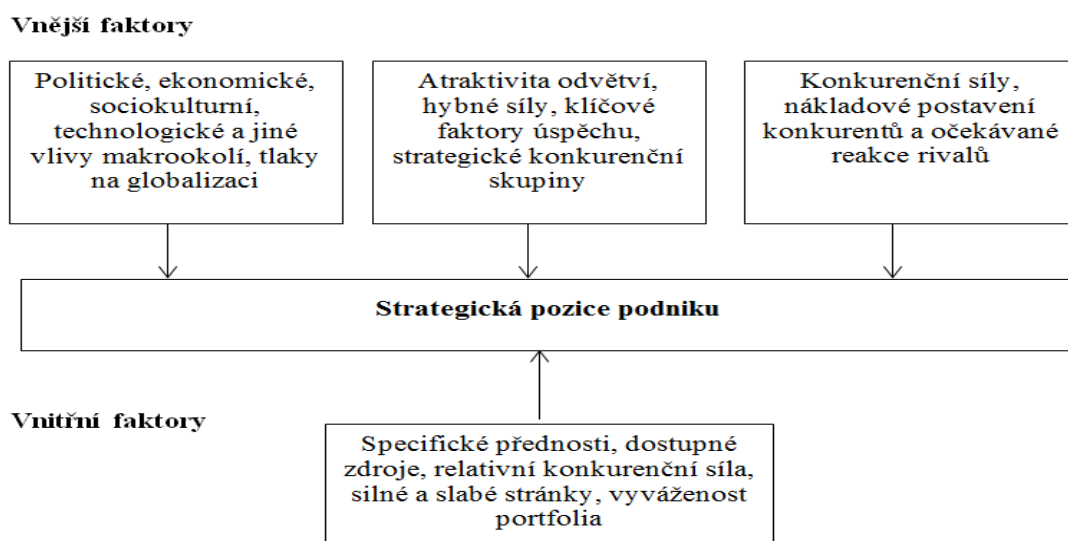 Vnější faktory
Politické, ekonomické,
sociokulturní,
technologické a jiné
vlivy makrookolí, tlaky
na globalizaci
Atraktivita odvětví,
hybné síly, klíčové
faktory úspěchu,
strategické konkurenční
skupiny
Konkurenční síly,
nákladové postavení
konkurentů a očekávané
reakce rivalů
Strategická pozice podniku
Vnitřní faktory
Specifické přednosti, dostupné
zdroje, relativní konkurenční síla,
silné a slabé stránky, vyváženost
portfolia